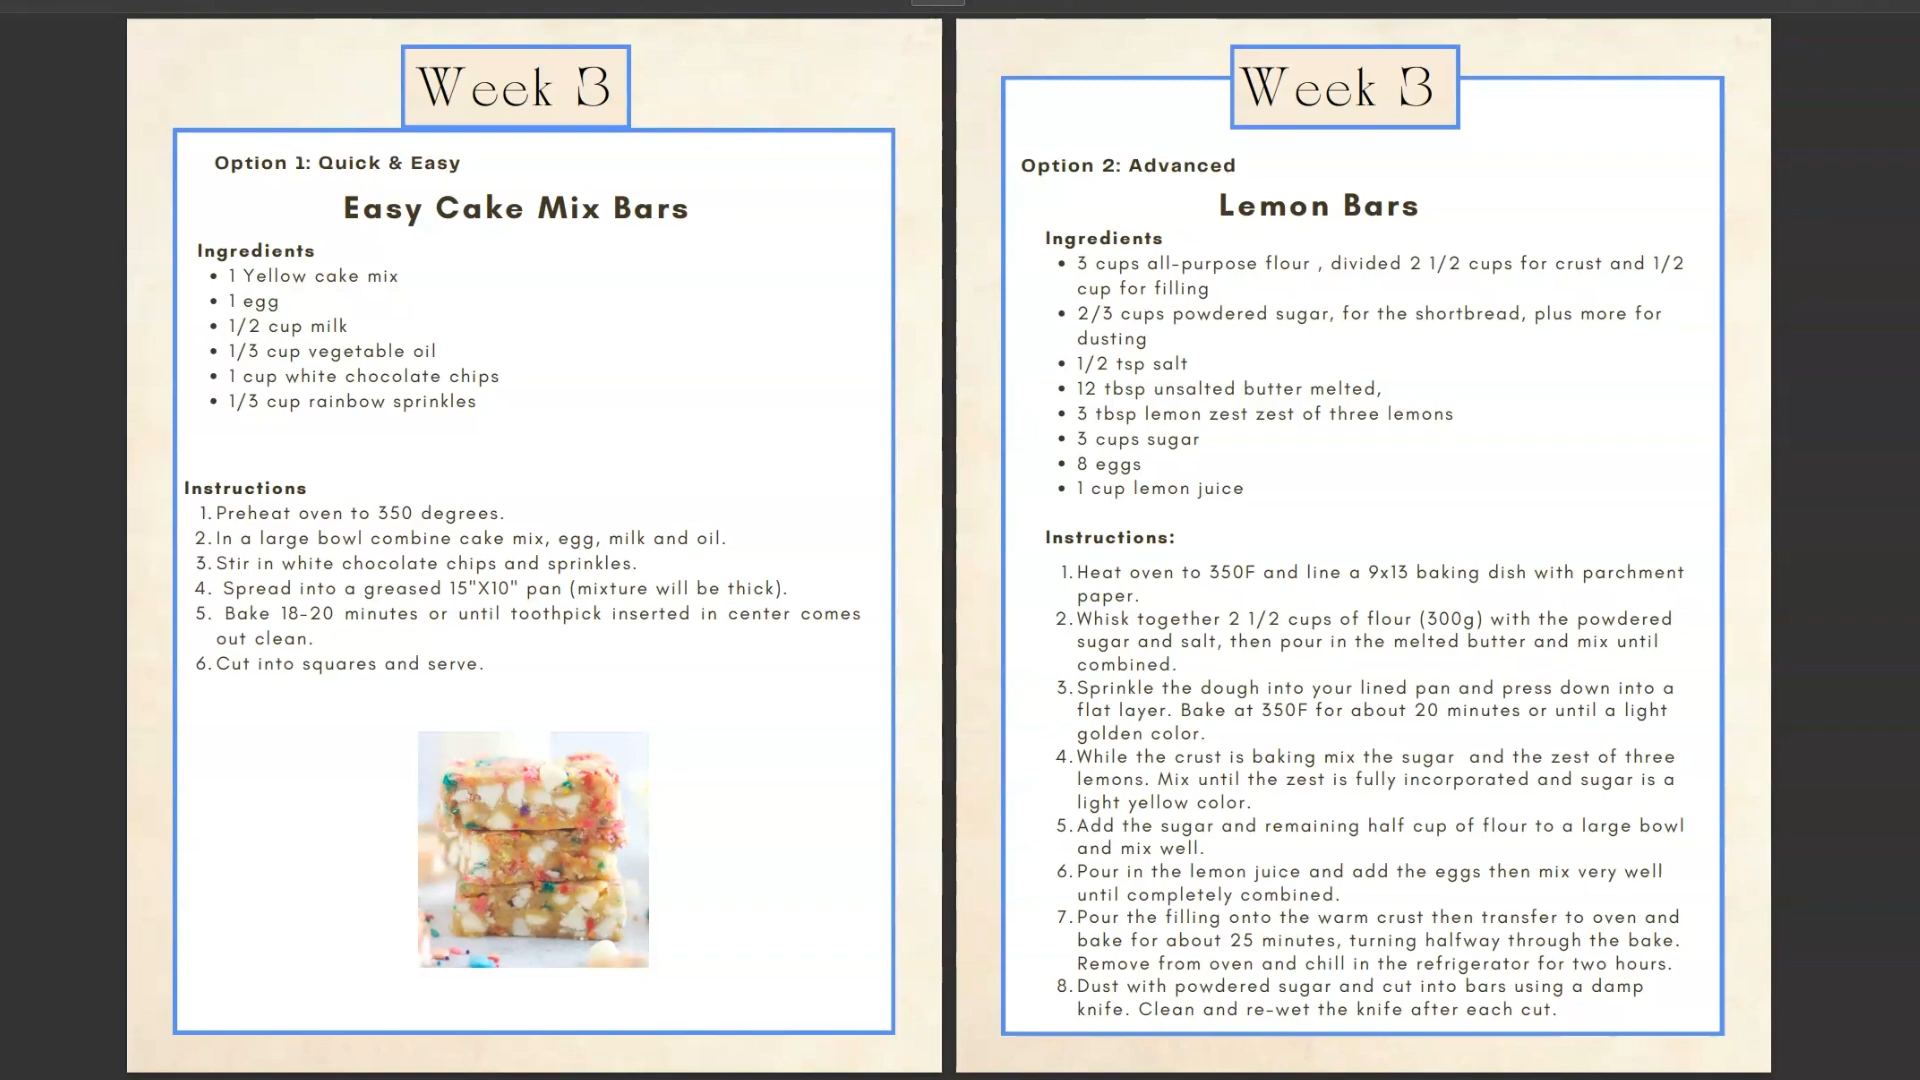 Week 3
Option 1: Quick & Easy
Easy Cake Mix Bars
Ingredients
• 1 Yellow cake mix
• 1 egg
• 1/2 cup milk
• 1/3 cup vegetable oil
• 1 cup white chocolate chips
• 1/3 cup rainbow sprinkles
Instructions
1. Preheat oven to 350 degrees.
2. In a large bowl combine cake mix, egg, milk and oil.
3. Stir in white chocolate chips and sprinkles.
4. Spread into a greased 15"X10" pan (mixture will be thick).
5. Bake 18-20 minutes or until toothpick inserted in center comes
out clean.
6. Cut into squares and serve.
Week 3
Option 2: Advanced
Lemon Bars
Ingredients
• 3 cups all-purpose flour , divided 2 1/2 cups for crust and 1/2
cup for filling
• 2/3 cups powdered sugar, for the shortbread, plus more for
dusting
• 1/2 tsp salt
• 12 tbsp unsalted butter melted,
• 3 tbsp lemon zest zest of three lemons
• 3 cups sugar
• 8 eggs
• 1 cup lemon juice
Instructions:
1. Heat oven to 350F and line a 9x13 baking dish with parchment
paper.
2. Whisk together 2 1/2 cups of flour (300g) with the powdered
sugar and salt, then pour in the melted butter and mix until
combined.
3. Sprinkle the dough into your lined pan and press down into a
flat layer. Bake at 350F for about 20 minutes or until a light
golden color.
4. While the crust is baking mix the sugar  and the zest of three
lemons. Mix until the zest is fully incorporated and sugar is a
light yellow color.
5. Add the sugar and remaining half cup of flour to a large bowl
and mix well.
6. Pour in the lemon juice and add the eggs then mix very well
until completely combined.
7. Pour the filling onto the warm crust then transfer to oven and
bake for about 25 minutes, turning halfway through the bake.
Remove from oven and chill in the refrigerator for two hours.
8. Dust with powdered sugar and cut into bars using a damp
knife. Clean and re-wet the knife after each cut.